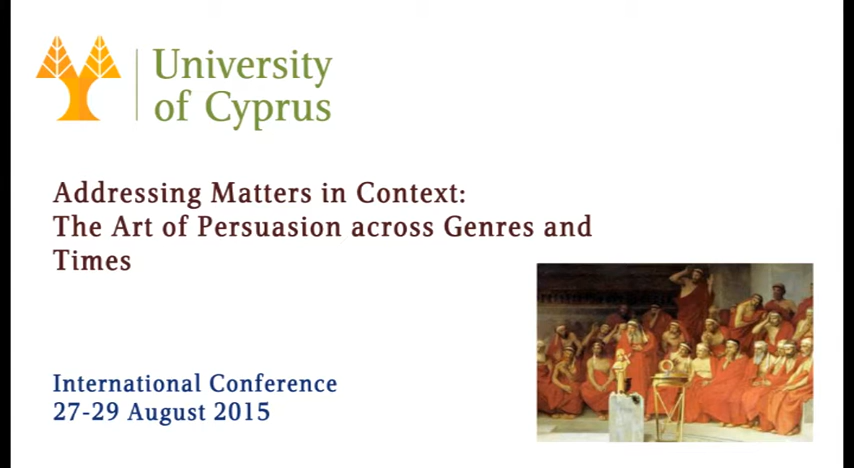 University
of Cyprus
Addressing Matters in Context:
The Art of Persuasion across Genres and
Times
International Conference
27-29 August 2015